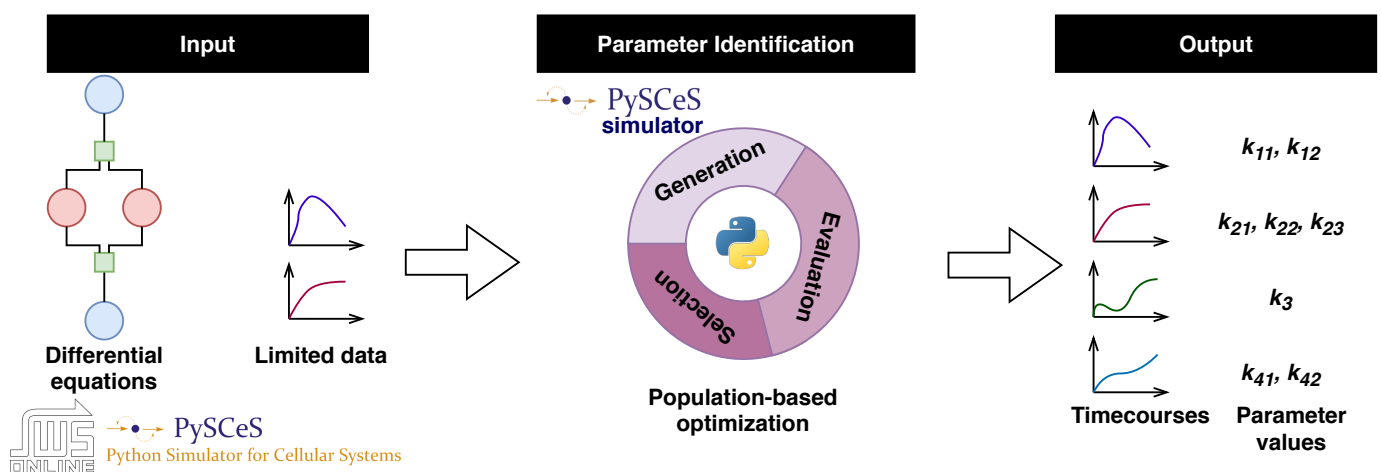 Input
Differential
equations
Limited data
JWS
ONLINE
PySCeS
Python Simulator for Cellular Systems
Parameter Identification
PySCeS
simulator
Generation
Evaluation
Selection
Population-based
optimization
Output
k11, k12
k21, k22, k23
k3
k41, k42
Timecourses
Parameter
values